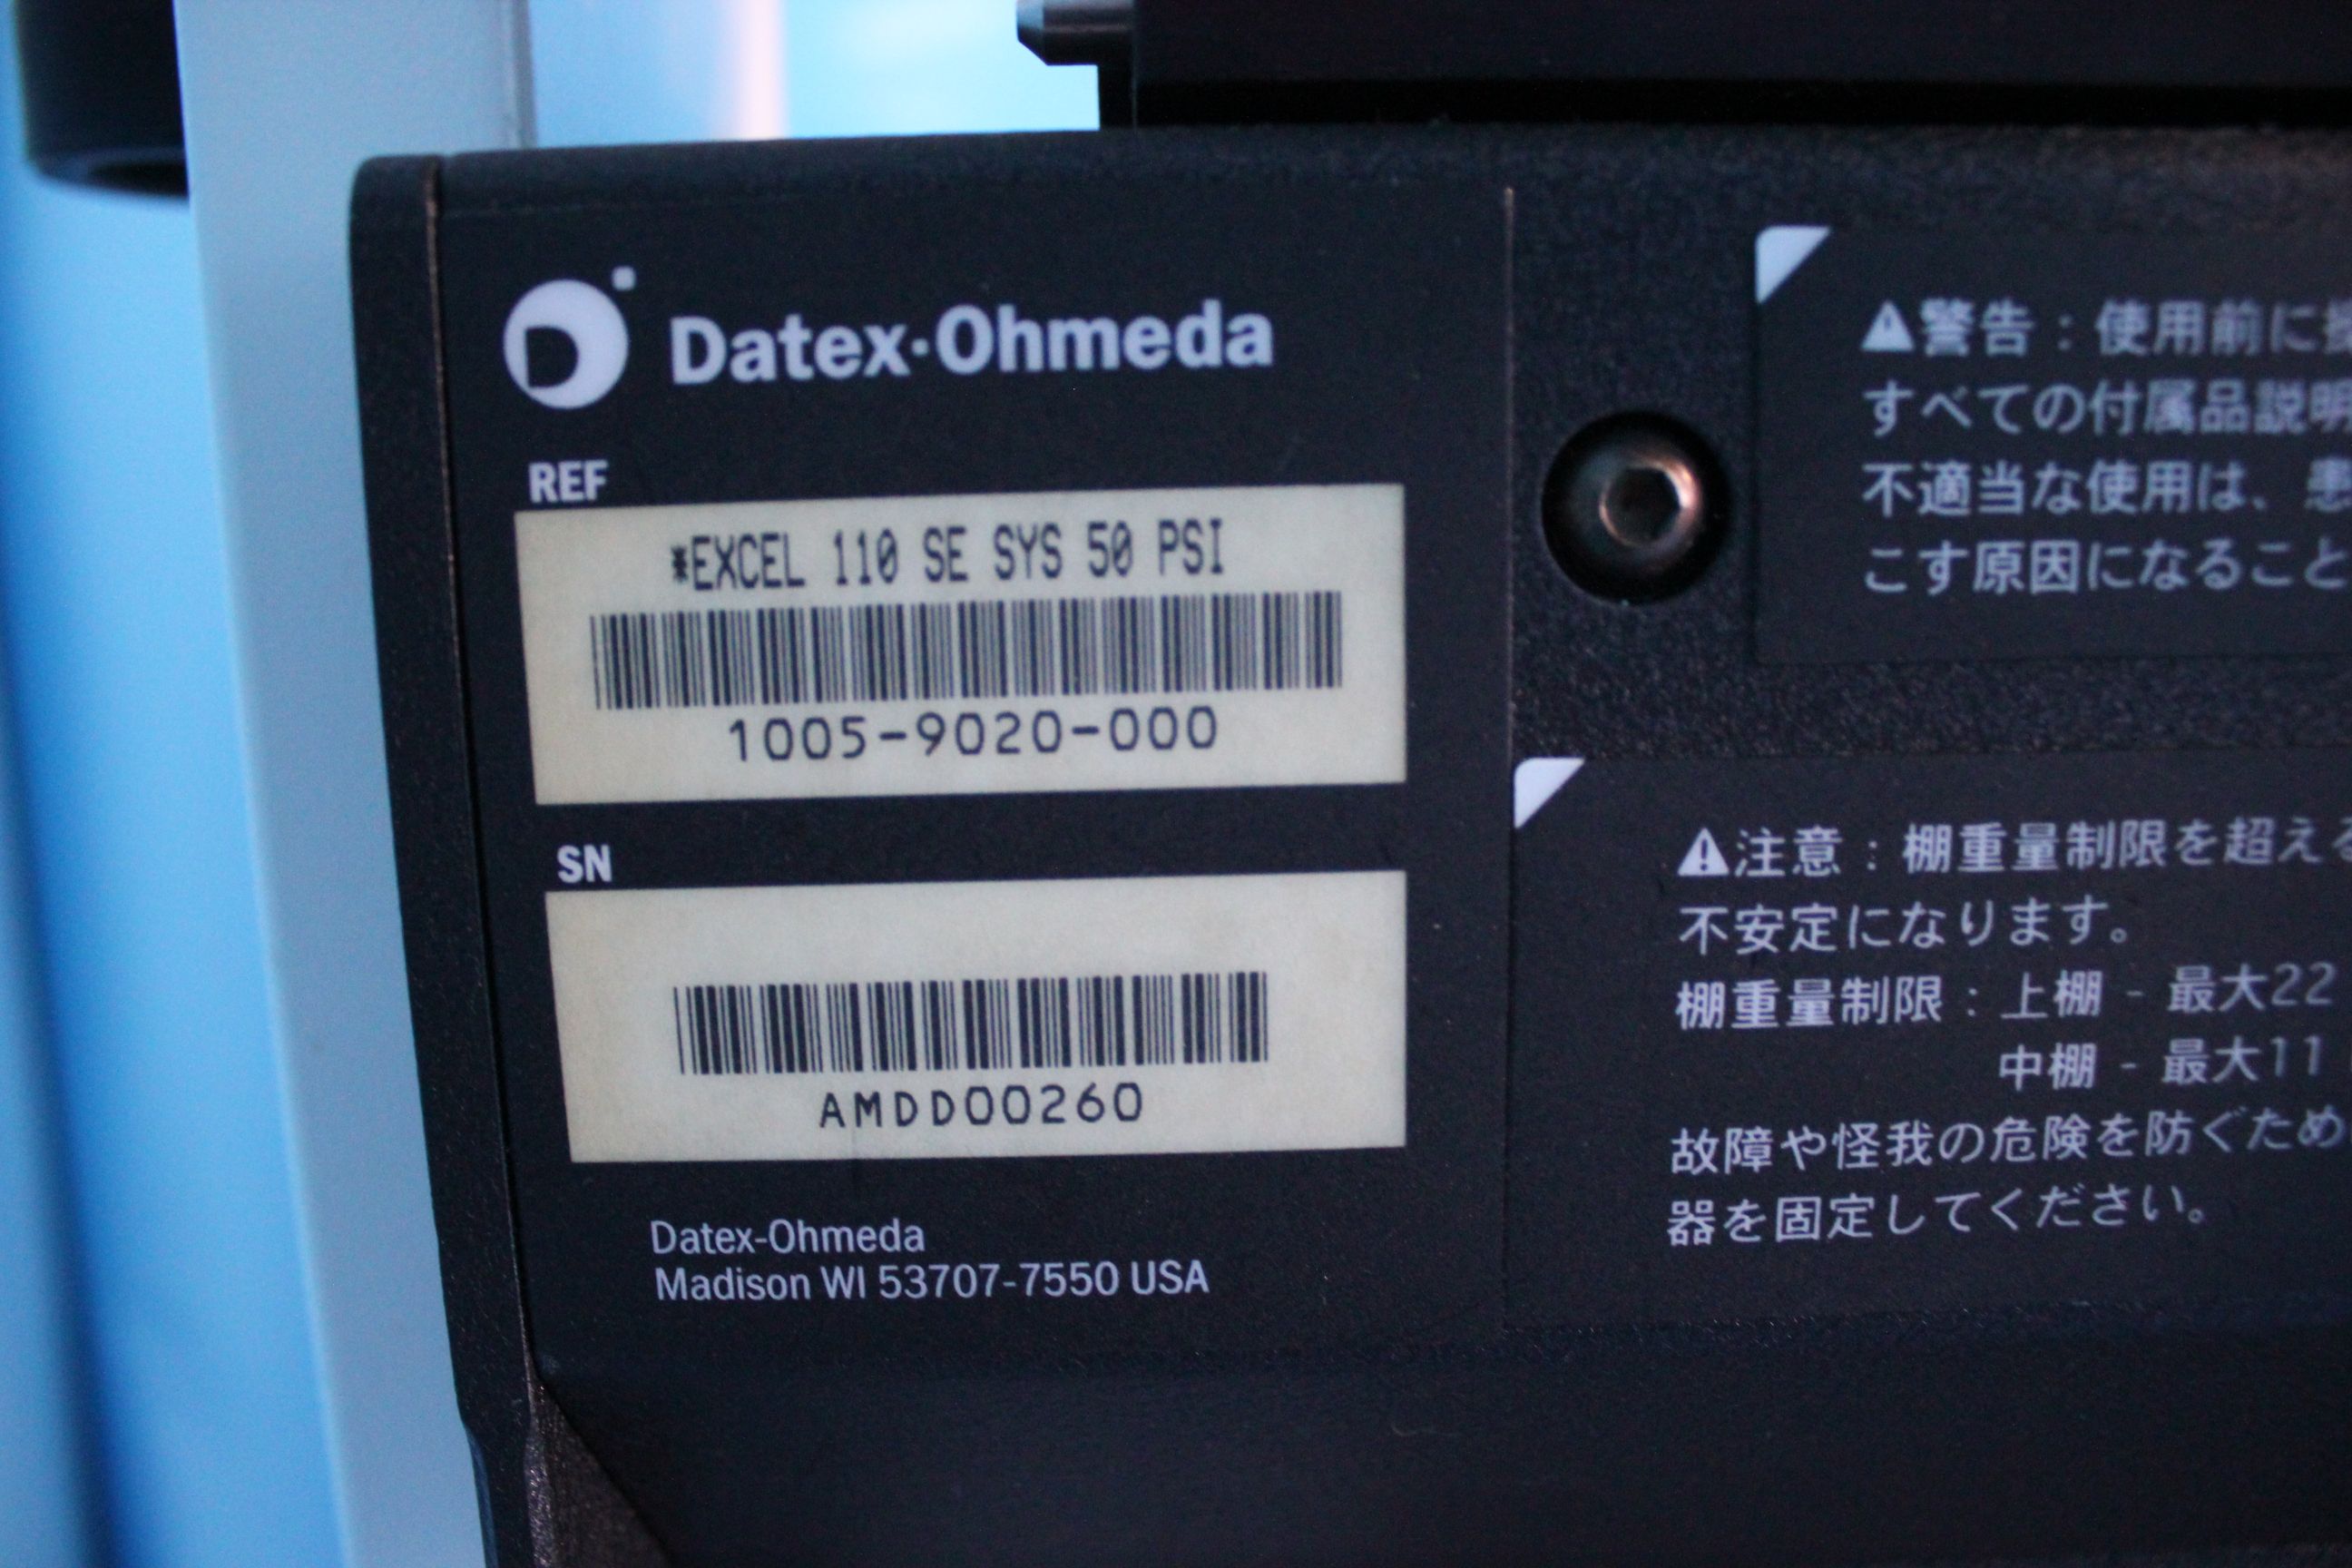 Datex·Ohmeda
REF
*EXCEL 110 SE SYS 50 PSI
1005-9020-000
SN
AMDD00260
Datex-Ohmeda
Madison WI 53707-7550 USA
警告：使用前に
すべての付属品説明
不適当な使用は、患
こす原因になること
注意：棚重量制限を超える
不安定になります。
棚重量制限：上棚 - 最大22
中棚 - 最大11
故障や怪我の危険を防ぐため
器を固定してください。